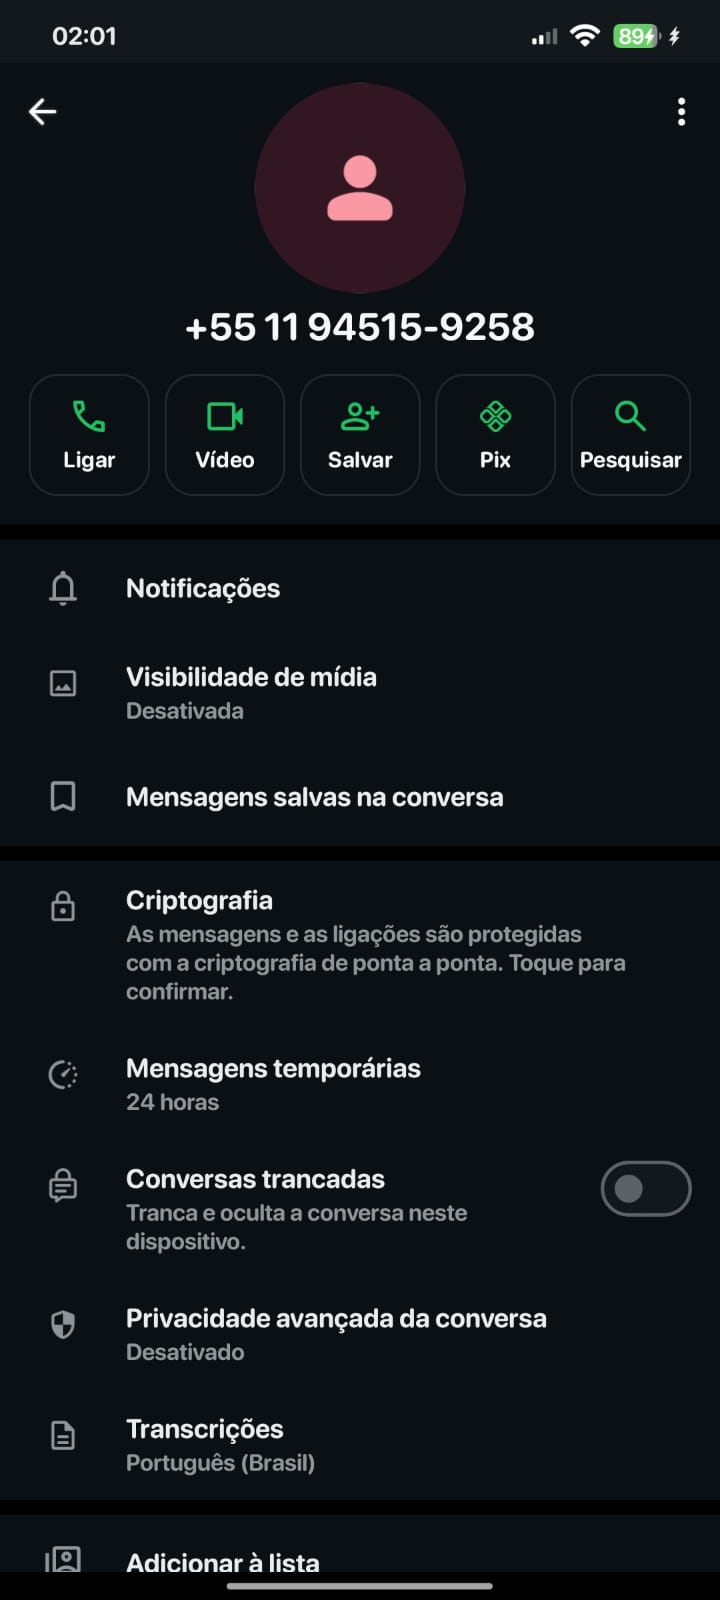 02:01
89
+55 11 94515-9258
Ligar
Vídeo
Salvar
Pix
Pesquisar
Notificações
Visibilidade de mídia
Desativada
Mensagens salvas na conversa
Criptografia
As mensagens e as ligações são protegidas
com a criptografia de ponta a ponta. Toque para
confirmar.
Mensagens temporárias
24 horas
Conversas trancadas
Tranca e oculta a conversa neste
dispositivo.
Privacidade avançada da conversa
Desativado
Transcrições
Português (Brasil)
Adicionar à lista